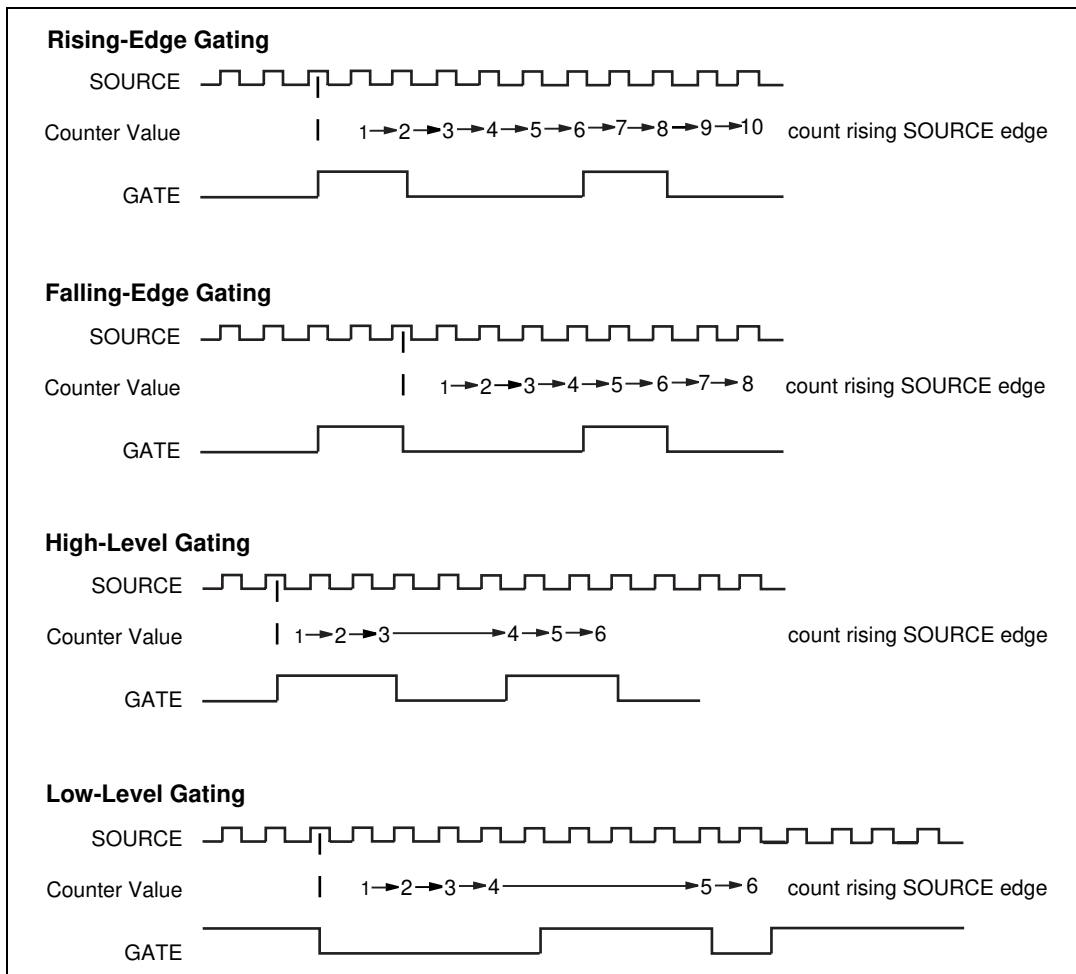 Rising-Edge Gating
SOURCE
Counter Value 1 2 3 4 5 6 7 8 9 10 count rising SOURCE edge
GATE
Falling-Edge Gating
SOURCE
Counter Value 1 2 3 4 5 6 7 8 count rising SOURCE edge
GATE
High-Level Gating
SOURCE
Counter Value 1 2 3 4 5 6 count rising SOURCE edge
GATE
Low-Level Gating
SOURCE
Counter Value 1 2 3 4 5 6 count rising SOURCE edge
GATE